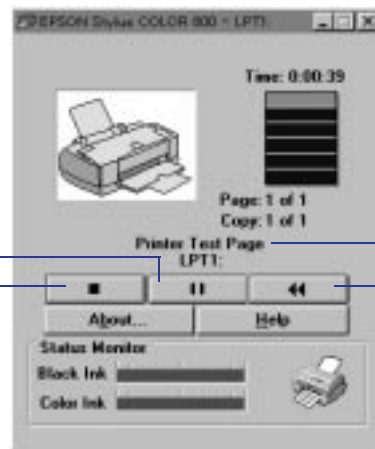 EPSON Stylus COLOR 800 - LPT1:
Time: 0:00:39
Page: 1 of 1
Copy: 1 of 1
Printer Test Page
LPT1:
About... Help
Status Monitor
Black Ink
Color Ink